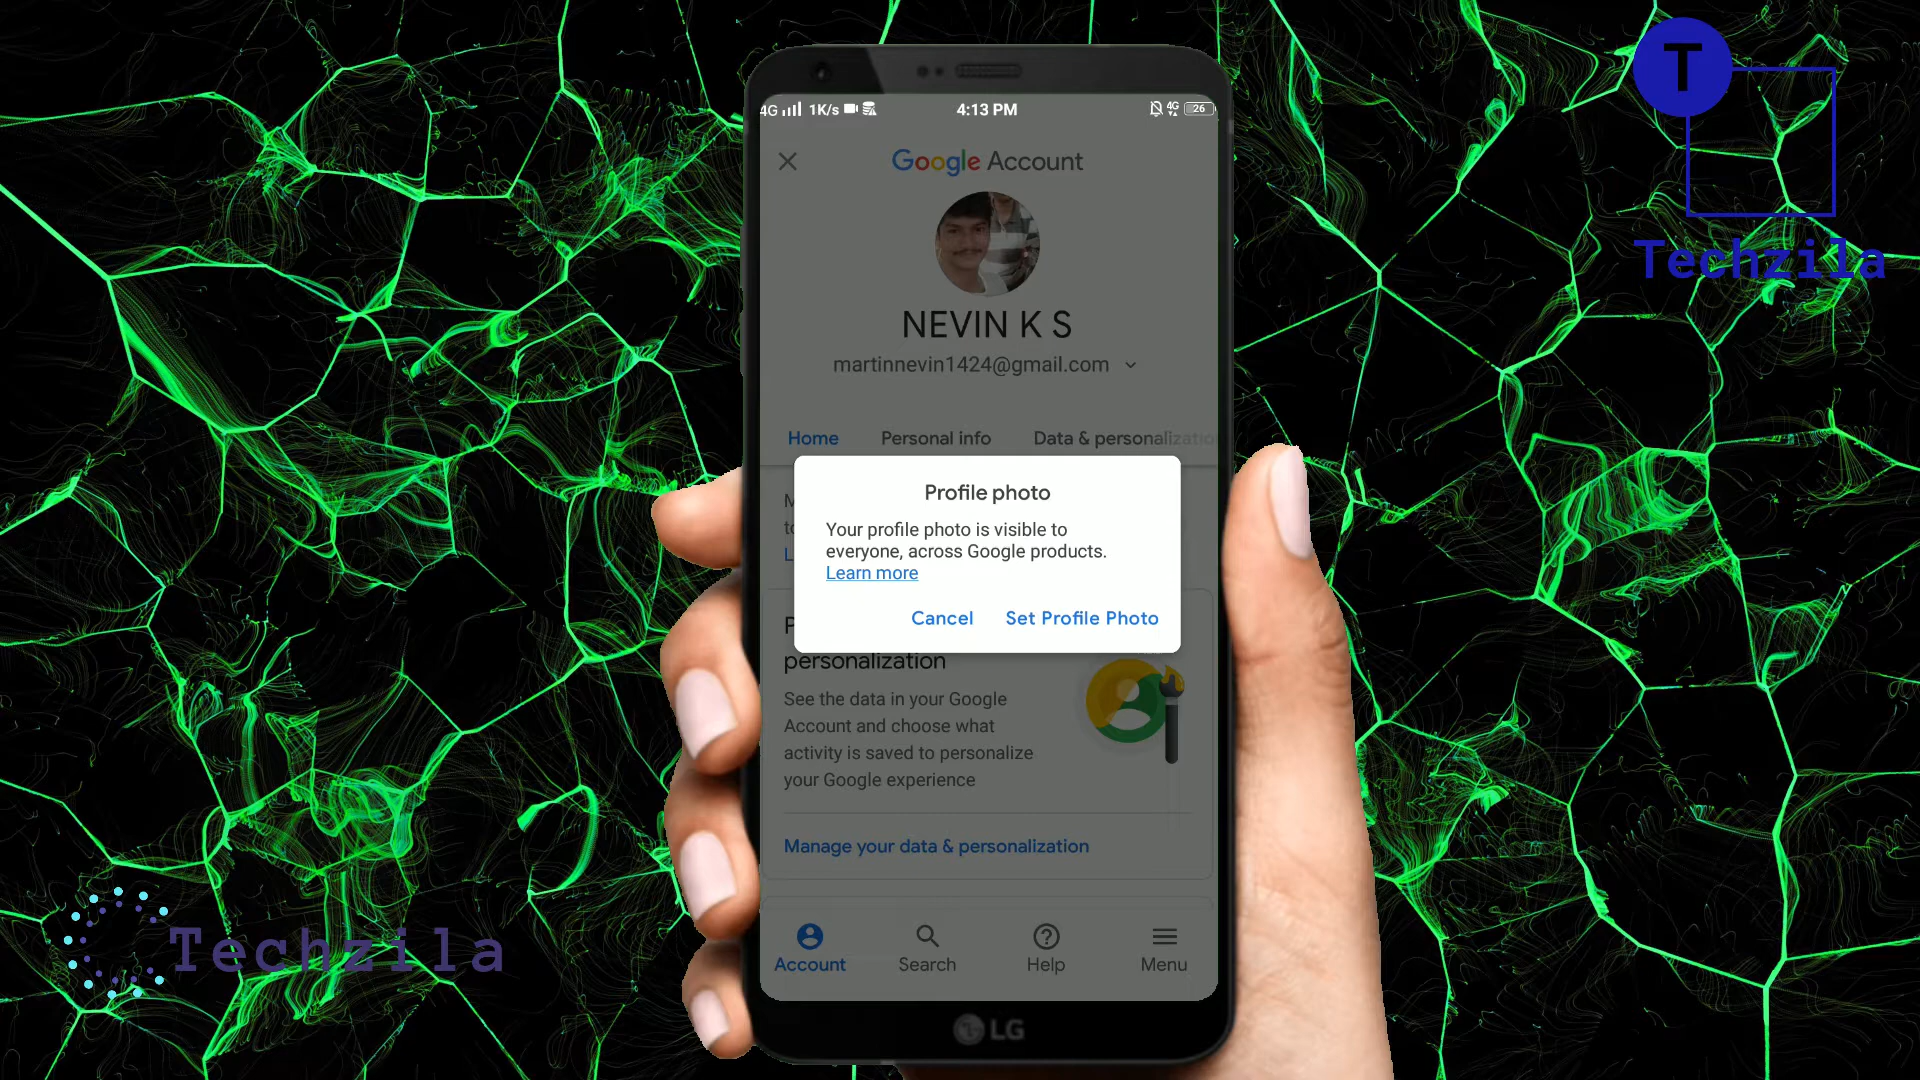 T
Techzila
4G 1K/s 4:13 PM 4G 26
Google Account
NEVIN K S
martinnevin1424@gmail.com
Home Personal info Data & personalizatio
Profile photo
Your profile photo is visible to
everyone, across Google products.
Learn more
Cancel Set Profile Photo
personalization
See the data in your Google
Account and choose what
activity is saved to personalize
your Google experience
Manage your data & personalization
Account Search Help Menu
LG
Techzila